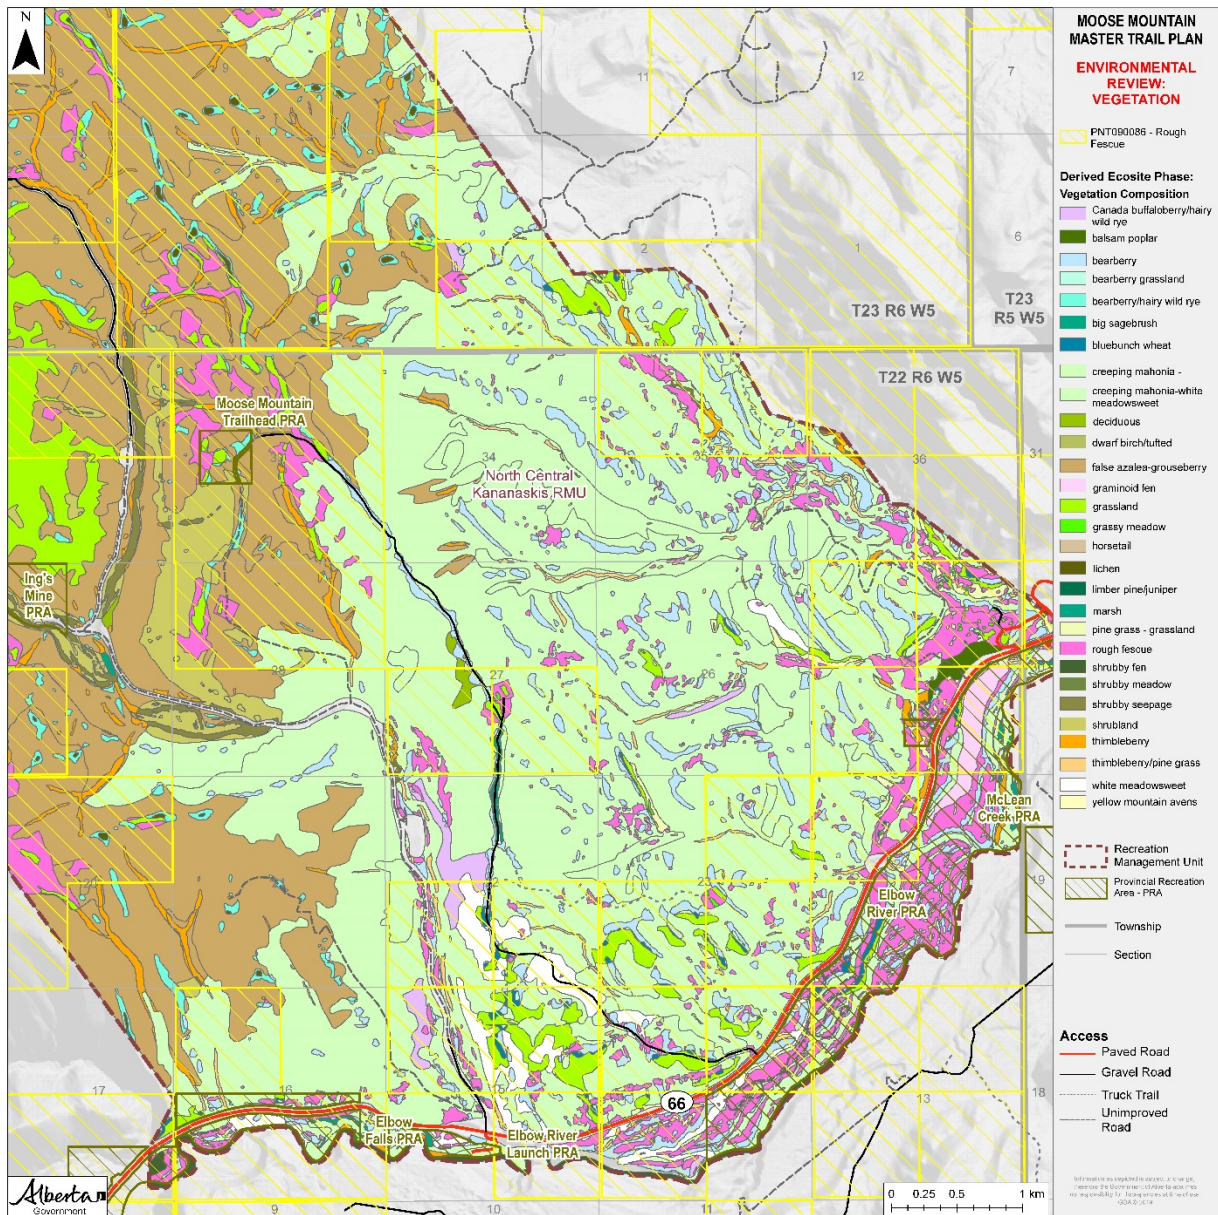 N
MOOSE MOUNTAIN
MASTER TRAIL PLAN
ENVIRONMENTAL
REVIEW:
VEGETATION
PNT090086 - Rough
Fescue
Derived Ecosite Phase:
Vegetation Composition
Canada buffaloberry/hairy
wild rye
balsam poplar
bearberry
bearberry grassland
bearberry/hairy wild rye
big sagebrush
bluebunch wheat
creeping mahonia -
creeping mahonia-white
meadowsweet
deciduous
dwarf birch/tufted
false azalea-grouseberry
graminoid fen
grassland
grassy meadow
horsetail
lichen
limber pine/juniper
marsh
pine grass - grassland
rough fescue
shrubby fen
shrubby meadow
shrubby seepage
shrubland
thimbleberry
thimbleberry/pine grass
white meadowsweet
yellow mountain avens
Recreation
Management Unit
Provincial Recreation
Area - PRA
Township
Section
Access
Paved Road
Gravel Road
Truck Trail
Unimproved
Road
8
9
10
11
12
7
5
2
1
6
T23 R6 W5
T23
R5 W5
T22 R6 W5
Moose Mountain
Trailhead PRA
34
35
36
31
North Central
Kananaskis RMU
Ing's
Mine
PRA
28
27
26
McLean
Creek PRA
19
Elbow
River PRA
17
16
13
18
66
Elbow
Falls PRA
Elbow River
Launch PRA
9
10
11
12
Alberta
Government
0 0.25 0.5 1 km